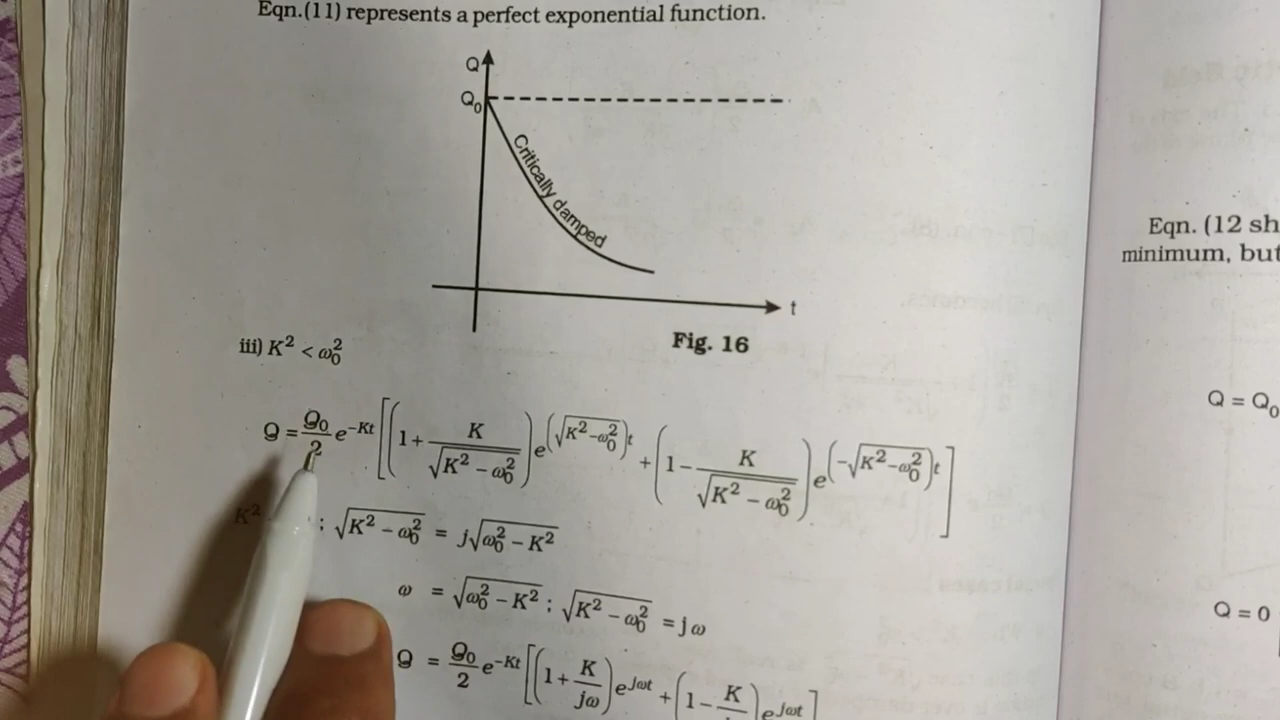 Eqn.(11) represents a perfect exponential function.
Q
Q₀
Critically damped
t
Fig. 16
iii) K² < ω₀²
Q = Q₀/2 e^(-Kt) [(1 + K/√(K² - ω₀²)) e^((√(K² - ω₀²))t) + (1 - K/√(K² - ω₀²)) e^((-√(K² - ω₀²))t)]
K² ; √(K² - ω₀²) = j√(ω₀² - K²)
ω = √(ω₀² - K²) ; √(K² - ω₀²) = jω
Q = Q₀/2 e^(-Kt) [(1 + K/jω) e^(jωt) + (1 - K/j) e^(jωt)]
Eqn. (12 sh
minimum, but
Q = Q₀
Q = 0